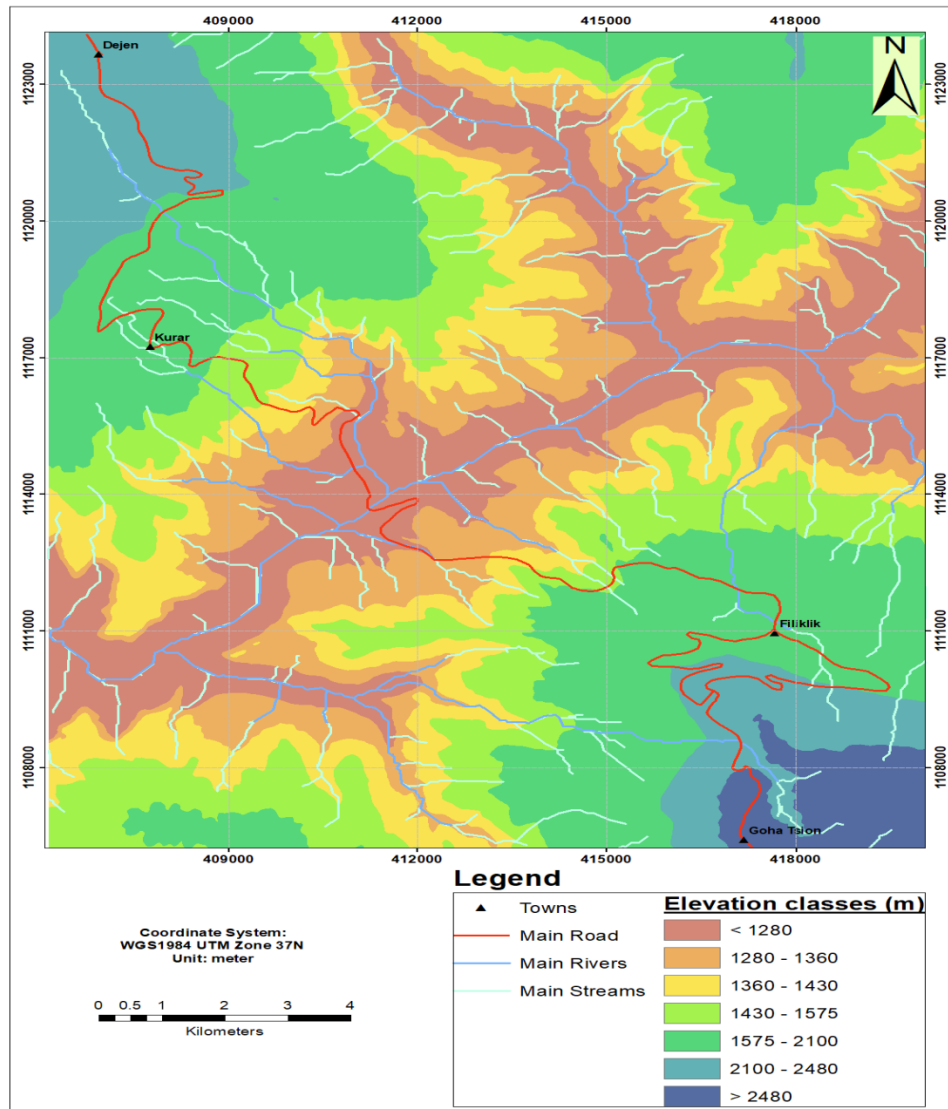 409000 412000 415000 418000
Dejen
N
1123000 1123000
1120000 1120000
Kurar
1117000 1117000
1114000 1114000
Filiklik
1111000 1111000
1108000 1108000
Goha Tsion
409000 412000 415000 418000
Legend
Towns
Main Road
Main Rivers
Main Streams
Elevation classes (m)
< 1280
1280 - 1360
1360 - 1430
1430 - 1575
1575 - 2100
2100 - 2480
> 2480
Coordinate System:
WGS1984 UTM Zone 37N
Unit: meter
0 0.5 1 2 3 4
Kilometers